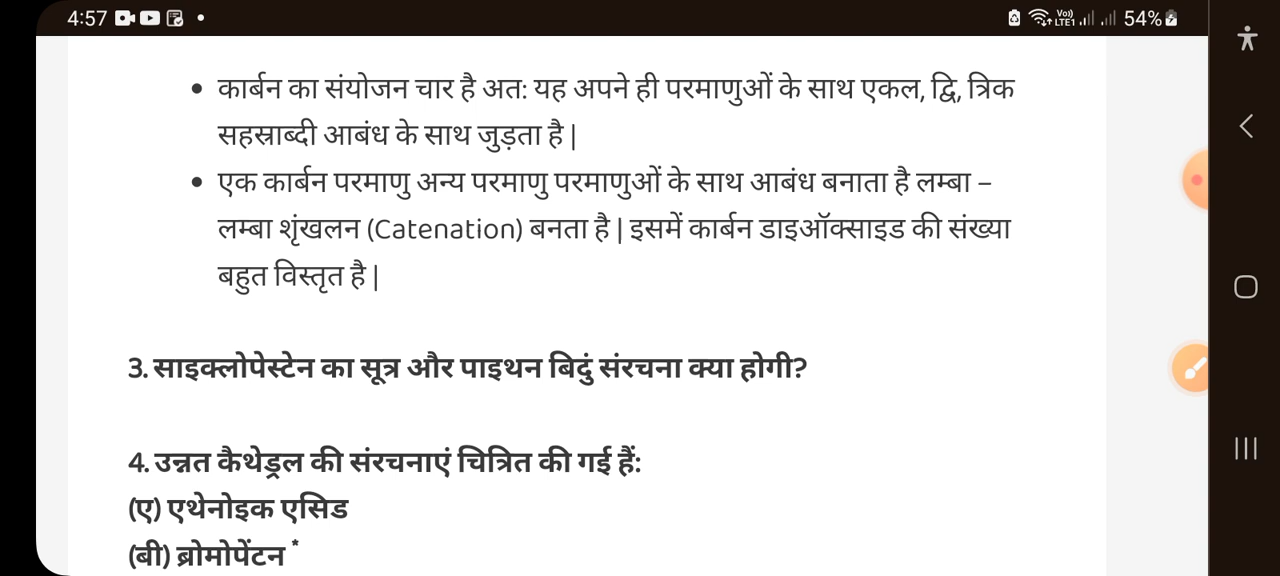 4:57
Vo)) LTE1 54%
• कार्बन का संयोजन चार है अत: यह अपने ही परमाणुओं के साथ एकल, द्वि, त्रिक
सहस्राब्दी आबंध के साथ जुड़ता है |
• एक कार्बन परमाणु अन्य परमाणु परमाणुओं के साथ आबंध बनाता है लम्बा –
लम्बा शृंखलन (Catenation) बनता है | इसमें कार्बन डाइऑक्साइड की संख्या
बहुत विस्तृत है |
3. साइक्लोपेस्टेन का सूत्र और पाइथन बिदुं संरचना क्या होगी?
4. उन्नत कैथेड्रल की संरचनाएं चित्रित की गई हैं:
(ए) एथेनोइक एसिड
(बी) ब्रोमोपेंटन *